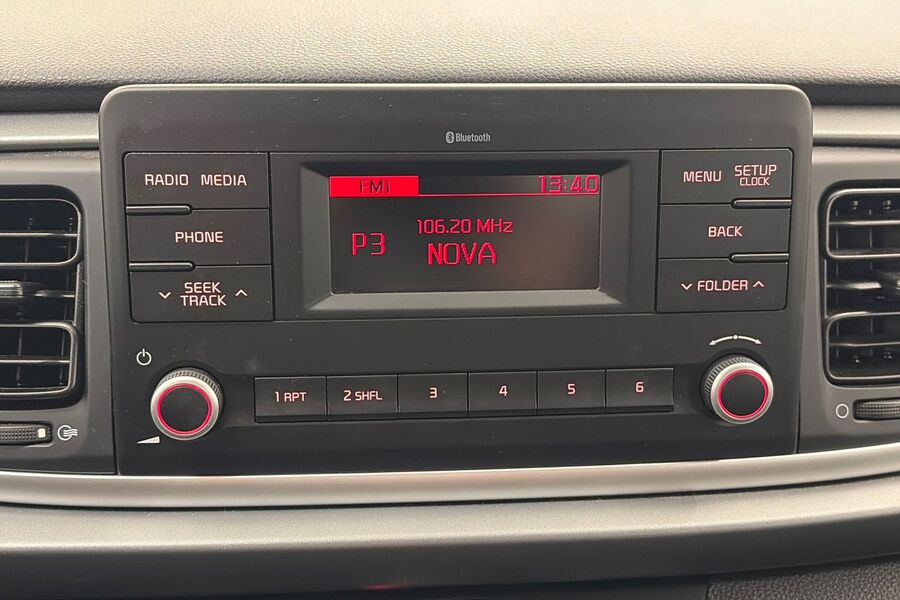 Bluetooth
RADIO MEDIA
PHONE
SEEK
TRACK
FM1
13:40
106.20 MHz
P3
NOVA
MENU
SETUP
CLOCK
BACK
FOLDER
1 RPT
2 SHFL
3
4
5
6